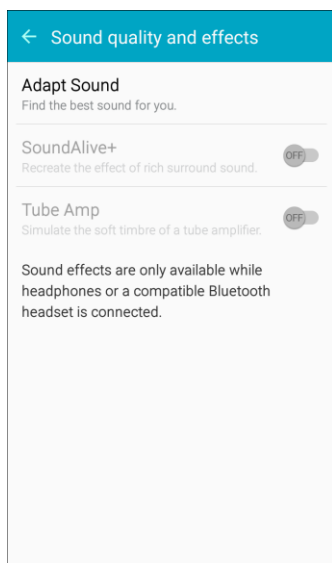 ← Sound quality and effects
Adapt Sound
Find the best sound for you.
SoundAlive+
Recreate the effect of rich surround sound.
OFF
Tube Amp
Simulate the soft timbre of a tube amplifier.
OFF
Sound effects are only available while
headphones or a compatible Bluetooth
headset is connected.